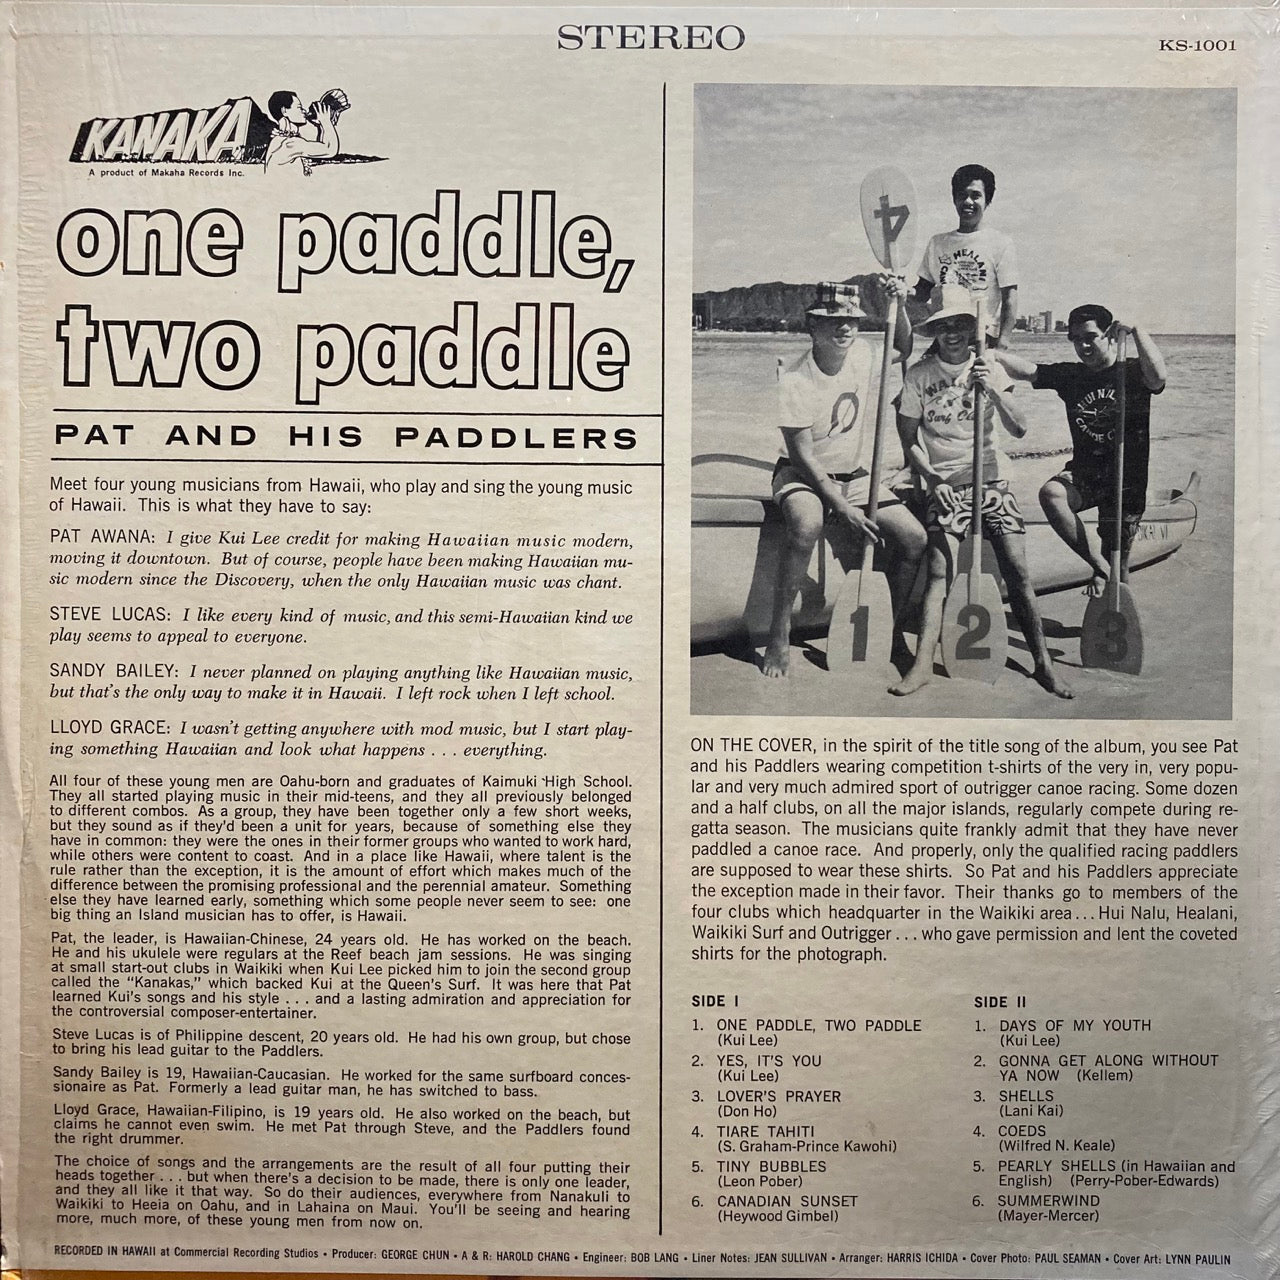 STEREO
KS-1001
KANAKA
A product of Makaha Records Inc.
one paddle,
two paddle
PAT AND HIS PADDLERS
Meet four young musicians from Hawaii, who play and sing the young music
of Hawaii. This is what they have to say:
PAT AWANA: I give Kui Lee credit for making Hawaiian music modern,
moving it downtown. But of course, people have been making Hawaiian mu-
sic modern since the Discovery, when the only Hawaiian music was chant.
STEVE LUCAS: I like every kind of music, and this semi-Hawaiian kind we
play seems to appeal to everyone.
SANDY BAILEY: I never planned on playing anything like Hawaiian music,
but that's the only way to make it in Hawaii. I left rock when I left school.
LLOYD GRACE: I wasn't getting anywhere with mod music, but I start play-
ing something Hawaiian and look what happens . . . everything.
All four of these young men are Oahu-born and graduates of Kaimuki High School.
They all started playing music in their mid-teens, and they all previously belonged
to different combos. As a group, they have been together only a few short weeks,
but they sound as if they'd been a unit for years, because of something else they
have in common: they were the ones in their former groups who wanted to work hard,
while others were content to coast. And in a place like Hawaii, where talent is the
rule rather than the exception, it is the amount of effort which makes much of the
difference between the promising professional and the perennial amateur. Something
else they have learned early, something which some people never seem to see: one
big thing an Island musician has to offer, is Hawaii.
Pat, the leader, is Hawaiian-Chinese, 24 years old. He has worked on the beach.
He and his ukulele were regulars at the Reef beach jam sessions. He was singing
at small start-out clubs in Waikiki when Kui Lee picked him to join the second group
called the "Kanakas," which backed Kui at the Queen's Surf. It was here that Pat
learned Kui's songs and his style . . . and a lasting admiration and appreciation for
the controversial composer-entertainer.
Steve Lucas is of Philippine descent, 20 years old. He had his own group, but chose
to bring his lead guitar to the Paddlers.
Sandy Bailey is 19, Hawaiian-Caucasian. He worked for the same surfboard conces-
sionaire as Pat. Formerly a lead guitar man, he has switched to bass.
Lloyd Grace, Hawaiian-Filipino, is 19 years old. He also worked on the beach, but
claims he cannot even swim. He met Pat through Steve, and the Paddlers found
the right drummer.
The choice of songs and the arrangements are the result of all four putting their
heads together . . . but when there's a decision to be made, there is only one leader,
and they all like it that way. So do their audiences, everywhere from Nanakuli to
Waikiki to Heeia on Oahu, and in Lahaina on Maui. You'll be seeing and hearing
more, much more, of these young men from now on.
4
HEALANI
CANOE
WAIKIKI
Surf Cl
HUI NALU
CANOE C
1
2
3
ON THE COVER, in the spirit of the title song of the album, you see Pat
and his Paddlers wearing competition t-shirts of the very in, very popu-
lar and very much admired sport of outrigger canoe racing. Some dozen
and a half clubs, on all the major islands, regularly compete during re-
gatta season. The musicians quite frankly admit that they have never
paddled a canoe race. And properly, only the qualified racing paddlers
are supposed to wear these shirts. So Pat and his Paddlers appreciate
the exception made in their favor. Their thanks go to members of the
four clubs which headquarter in the Waikiki area . . . Hui Nalu, Healani,
Waikiki Surf and Outrigger . . . who gave permission and lent the coveted
shirts for the photograph.
SIDE I
1. ONE PADDLE, TWO PADDLE
(Kui Lee)
2. YES, IT'S YOU
(Kui Lee)
3. LOVER'S PRAYER
(Don Ho)
4. TIARE TAHITI
(S. Graham-Prince Kawohi)
5. TINY BUBBLES
(Leon Pober)
6. CANADIAN SUNSET
(Heywood Gimbel)
SIDE II
1. DAYS OF MY YOUTH
(Kui Lee)
2. GONNA GET ALONG WITHOUT
YA NOW (Kellem)
3. SHELLS
(Lani Kai)
4. COEDS
(Wilfred N. Keale)
5. PEARLY SHELLS (in Hawaiian and
English) (Perry-Pober-Edwards)
6. SUMMERWIND
(Mayer-Mercer)
RECORDED IN HAWAII at Commercial Recording Studios • Producer: GEORGE CHUN • A & R: HAROLD CHANG • Engineer: BOB LANG • Liner Notes: JEAN SULLIVAN • Arranger: HARRIS ICHIDA • Cover Photo: PAUL SEAMAN • Cover Art: LYNN PAULIN